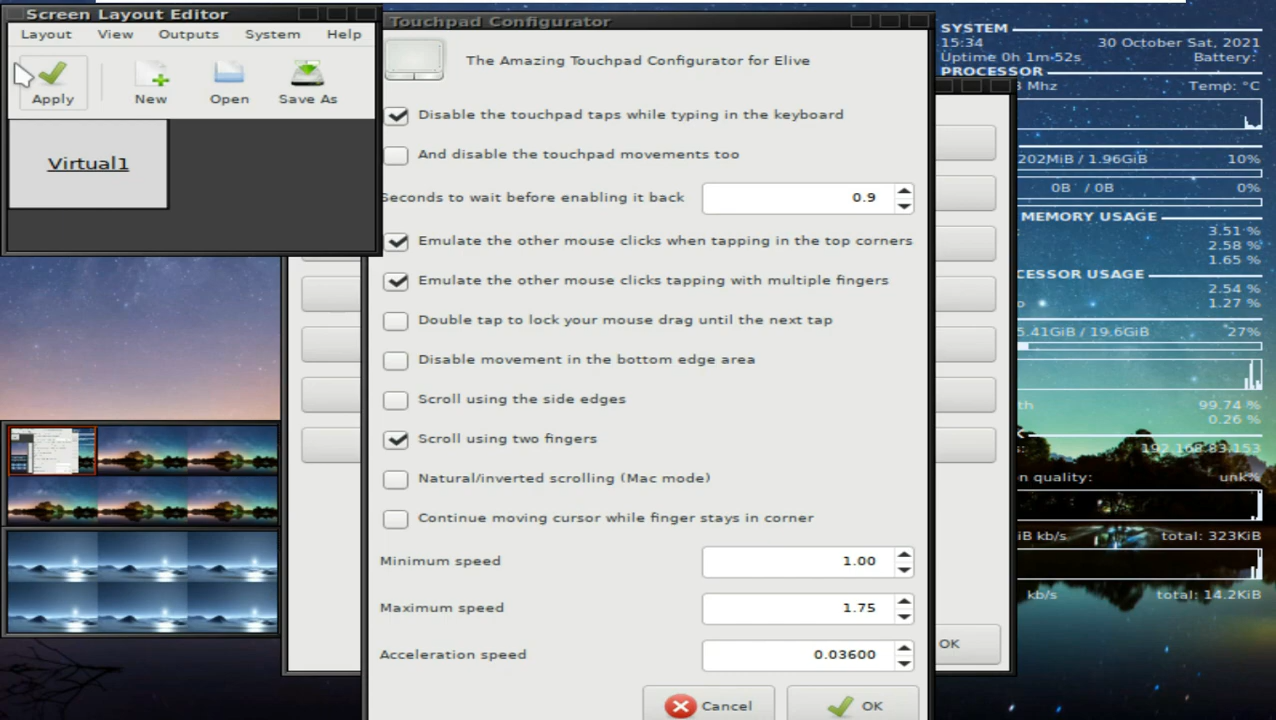 Screen Layout Editor
Layout View Outputs System Help
Apply New Open Save As
Virtual1
Touchpad Configurator
The Amazing Touchpad Configurator for Elive
Disable the touchpad taps while typing in the keyboard
And disable the touchpad movements too
Seconds to wait before enabling it back 0.9
Emulate the other mouse clicks when tapping in the top corners
Emulate the other mouse clicks tapping with multiple fingers
Double tap to lock your mouse drag until the next tap
Disable movement in the bottom edge area
Scroll using the side edges
Scroll using two fingers
Natural/inverted scrolling (Mac mode)
Continue moving cursor while finger stays in corner
Minimum speed 1.00
Maximum speed 1.75
Acceleration speed 0.03600
Cancel OK
OK
SYSTEM
15:34 30 October Sat, 2021
Uptime 0h 1m 52s Battery:
PROCESSOR
Mhz Temp: °C
202MiB / 1.96GiB 10%
0B / 0B 0%
MEMORY USAGE
3.51 %
2.58 %
1.65 %
CESSOR USAGE
2.54 %
1.27 %
5.41GiB / 19.6GiB 27%
th 99.74 %
0.26 %
192.168.83.153
n quality: unk%
iB kb/s total: 323KiB
kb/s total: 14.2KiB